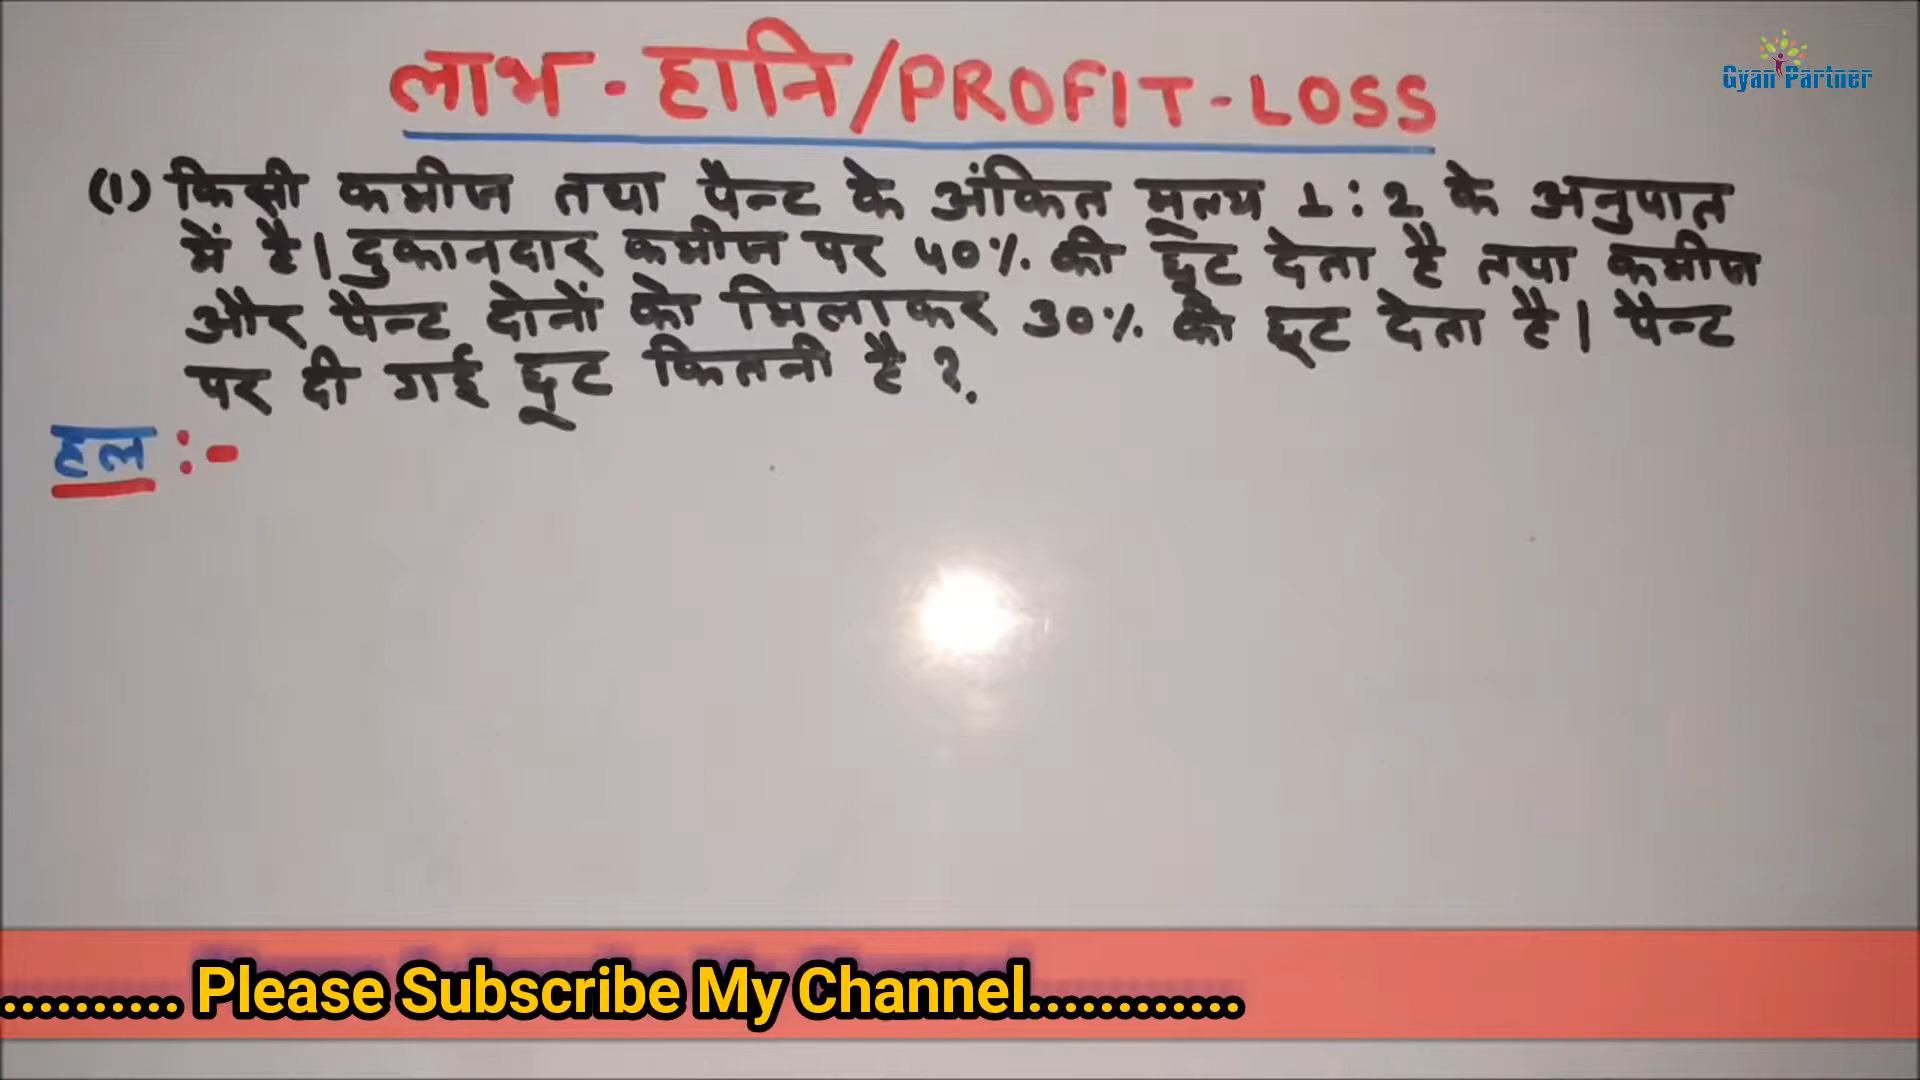 लाभ-हानि/PROFIT-LOSS
Gyan Partner
(1) किसी कमीज तथा पैन्ट के अंकित मूल्य 1:2 के अनुपात
में है। दुकानदार कमीज पर 40% की छूट देता है तथा कमीज
और पैन्ट दोनों को मिलाकर 30% की छूट देता है। पैन्ट
पर दी गई छूट कितनी है ?.
हल :-
.......... Please Subscribe My Channel............